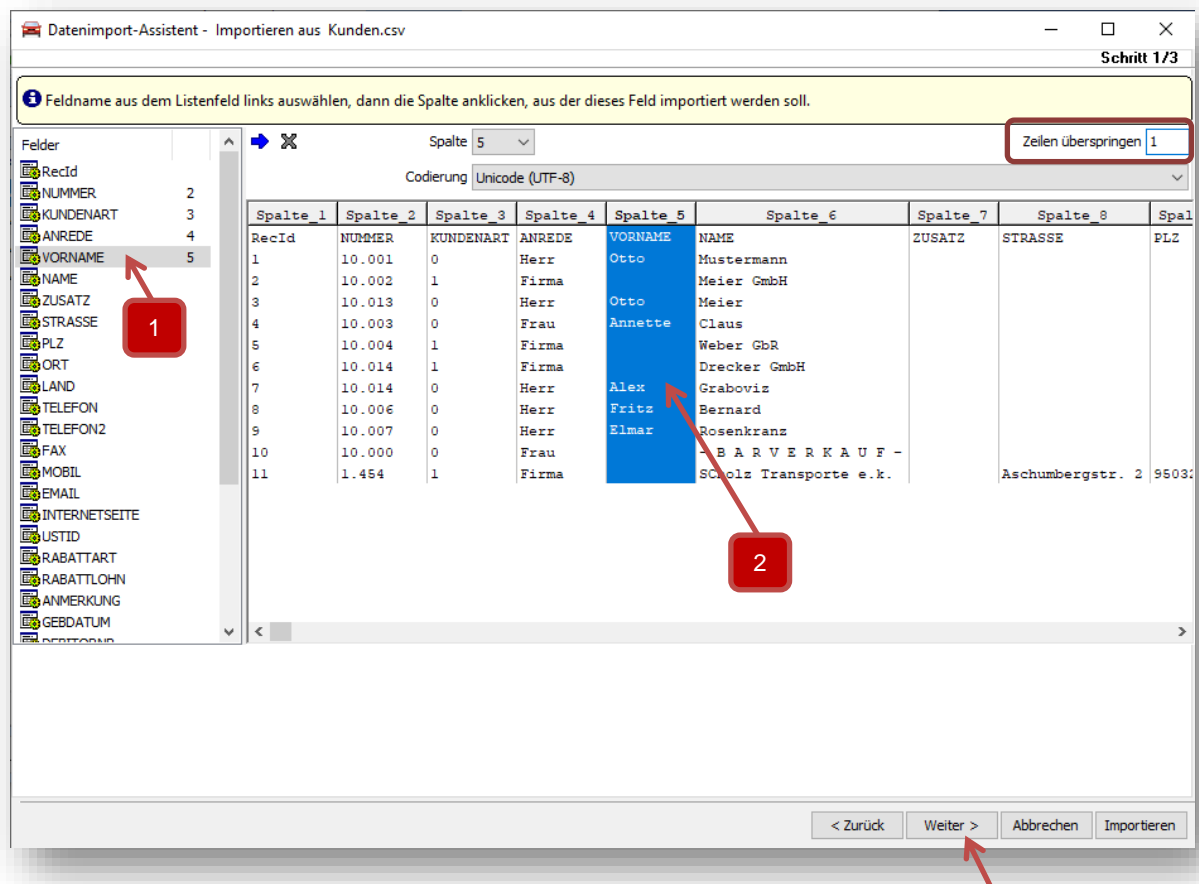 Datenimport-Assistent - Importieren aus Kunden.csv
Schritt 1/3
Feldname aus dem Listenfeld links auswählen, dann die Spalte anklicken, aus der dieses Feld importiert werden soll.
Felder
RecId
NUMMER 2
KUNDENART 3
ANREDE 4
VORNAME 5
NAME
ZUSATZ
STRASSE
PLZ
ORT
LAND
TELEFON
TELEFON2
FAX
MOBIL
EMAIL
INTERNETSEITE
USTID
RABATTART
RABATTLOHN
ANMERKUNG
GEBDATUM
DEBITORNR
1
Spalte 5
Zeilen überspringen 1
Codierung Unicode (UTF-8)
Spalte_1 Spalte_2 Spalte_3 Spalte_4 Spalte_5 Spalte_6 Spalte_7 Spalte_8 Spal
RecId NUMMER KUNDENART ANREDE VORNAME NAME ZUSATZ STRASSE PLZ
1 10.001 0 Herr Otto Mustermann
2 10.002 1 Firma Meier GmbH
3 10.013 0 Herr Otto Meier
4 10.003 0 Frau Annette Claus
5 10.004 1 Firma Weber GbR
6 10.014 1 Firma Drecker GmbH
7 10.014 0 Herr Alex Graboviz
8 10.006 0 Herr Fritz Bernard
9 10.007 0 Herr Elmar Rosenkranz
10 10.000 0 Frau - B A R V E R K A U F -
11 1.454 1 Firma SCholz Transporte e.k. Aschumbergstr. 2 95032
2
< Zurück Weiter > Abbrechen Importieren